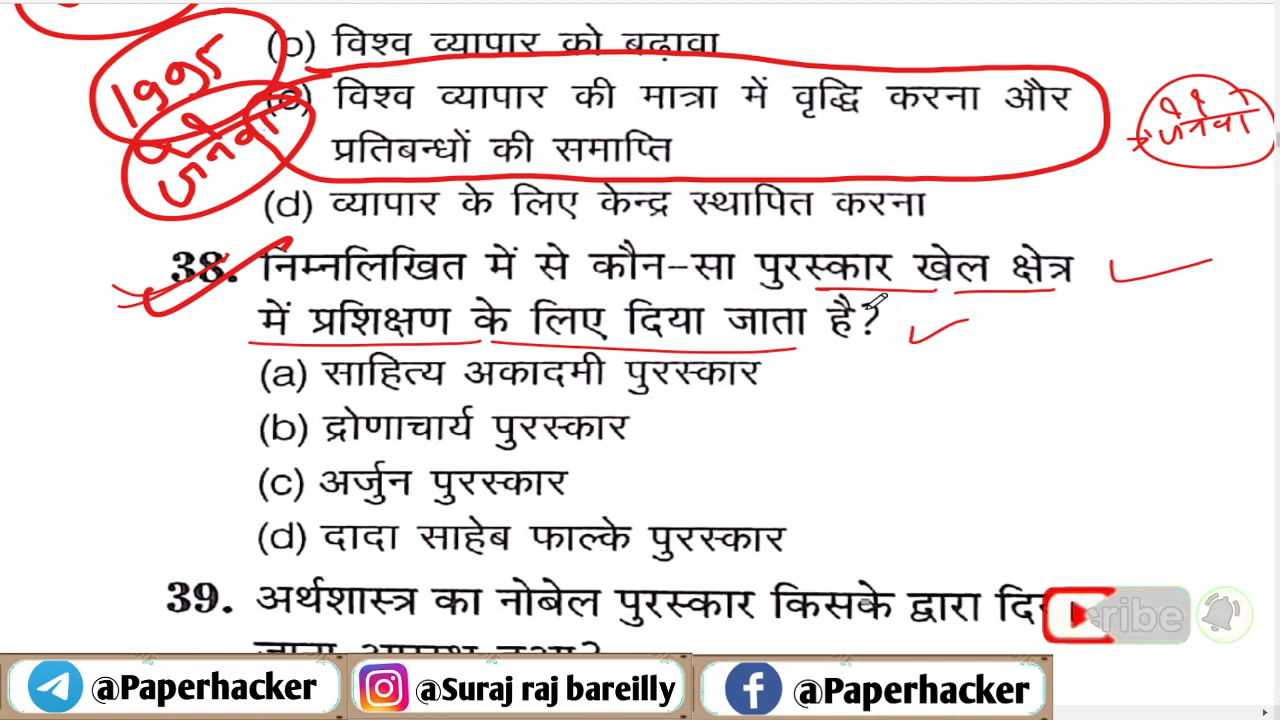 (b) विश्व व्यापार को बढ़ावा
1995
(c) विश्व व्यापार की मात्रा में वृद्धि करना और
प्रतिबन्धों की समाप्ति
(d) व्यापार के लिए केन्द्र स्थापित करना
38. निम्नलिखित में से कौन-सा पुरस्कार खेल क्षेत्र
में प्रशिक्षण के लिए दिया जाता है?
(a) साहित्य अकादमी पुरस्कार
(b) द्रोणाचार्य पुरस्कार
(c) अर्जुन पुरस्कार
(d) दादा साहेब फाल्के पुरस्कार
39. अर्थशास्त्र का नोबेल पुरस्कार किसके द्वारा
@Paperhacker
@Suraj raj bareilly
@Paperhacker